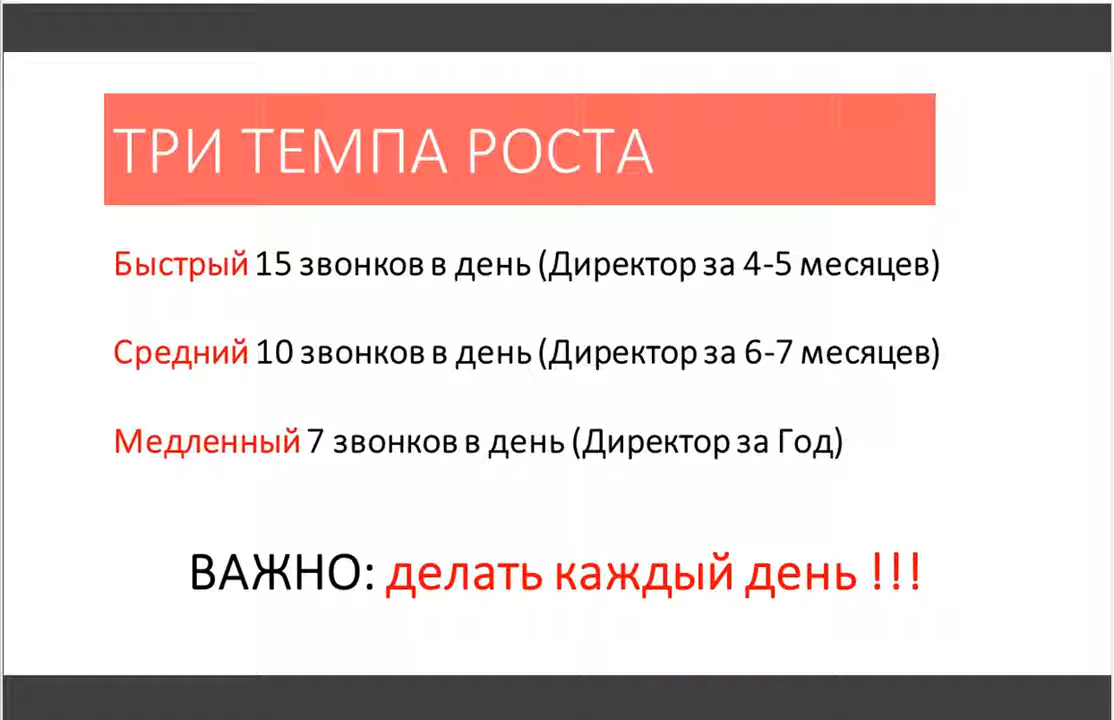 ТРИ ТЕМПА РОСТА
Быстрый 15 звонков в день (Директор за 4-5 месяцев)
Средний 10 звонков в день (Директор за 6-7 месяцев)
Медленный 7 звонков в день (Директор за Год)
ВАЖНО: делать каждый день !!!